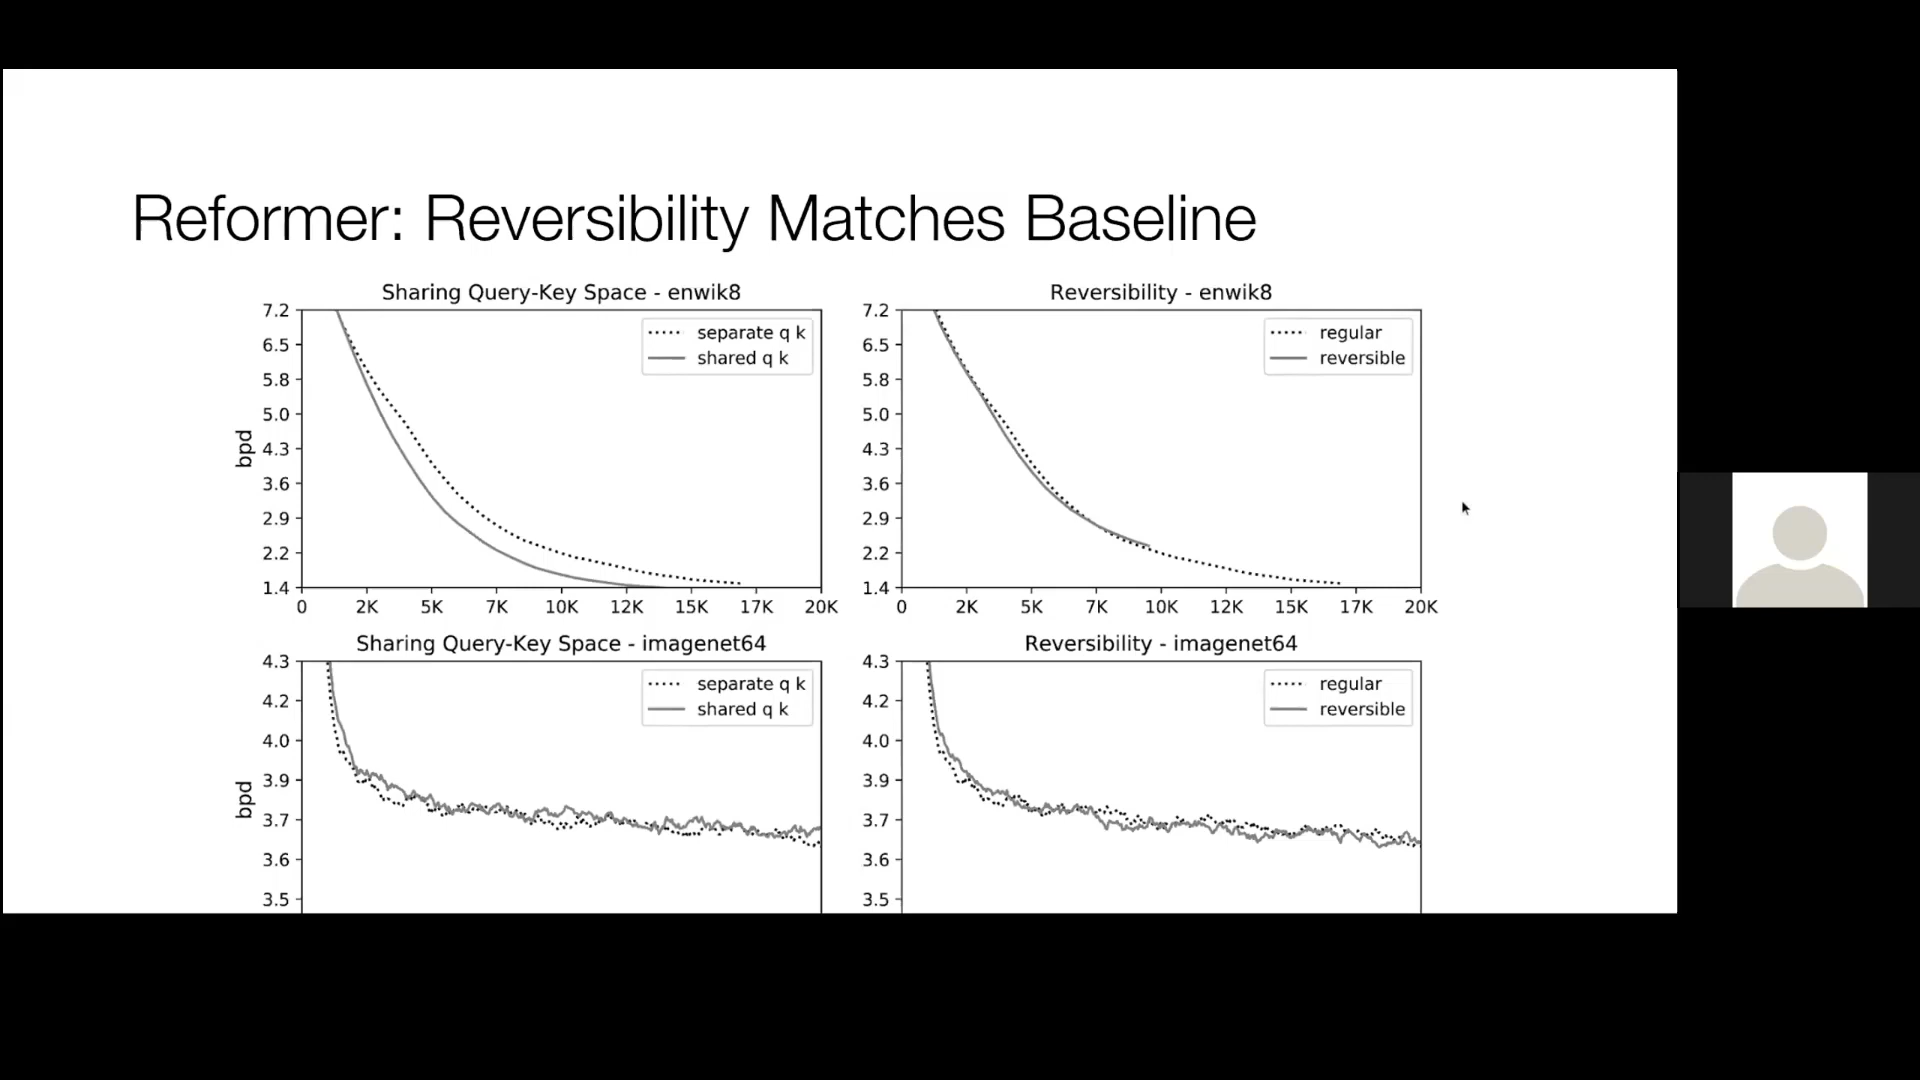 Reformer: Reversibility Matches Baseline
Sharing Query-Key Space - enwik8
7.2
6.5
5.8
5.0
4.3
3.6
2.9
2.2
1.4
bpd
separate q k
shared q k
0 2K 5K 7K 10K 12K 15K 17K 20K
Reversibility - enwik8
7.2
6.5
5.8
5.0
4.3
3.6
2.9
2.2
1.4
regular
reversible
0 2K 5K 7K 10K 12K 15K 17K 20K
Sharing Query-Key Space - imagenet64
4.3
4.2
4.0
3.9
3.7
3.6
3.5
bpd
separate q k
shared q k
Reversibility - imagenet64
4.3
4.2
4.0
3.9
3.7
3.6
3.5
regular
reversible